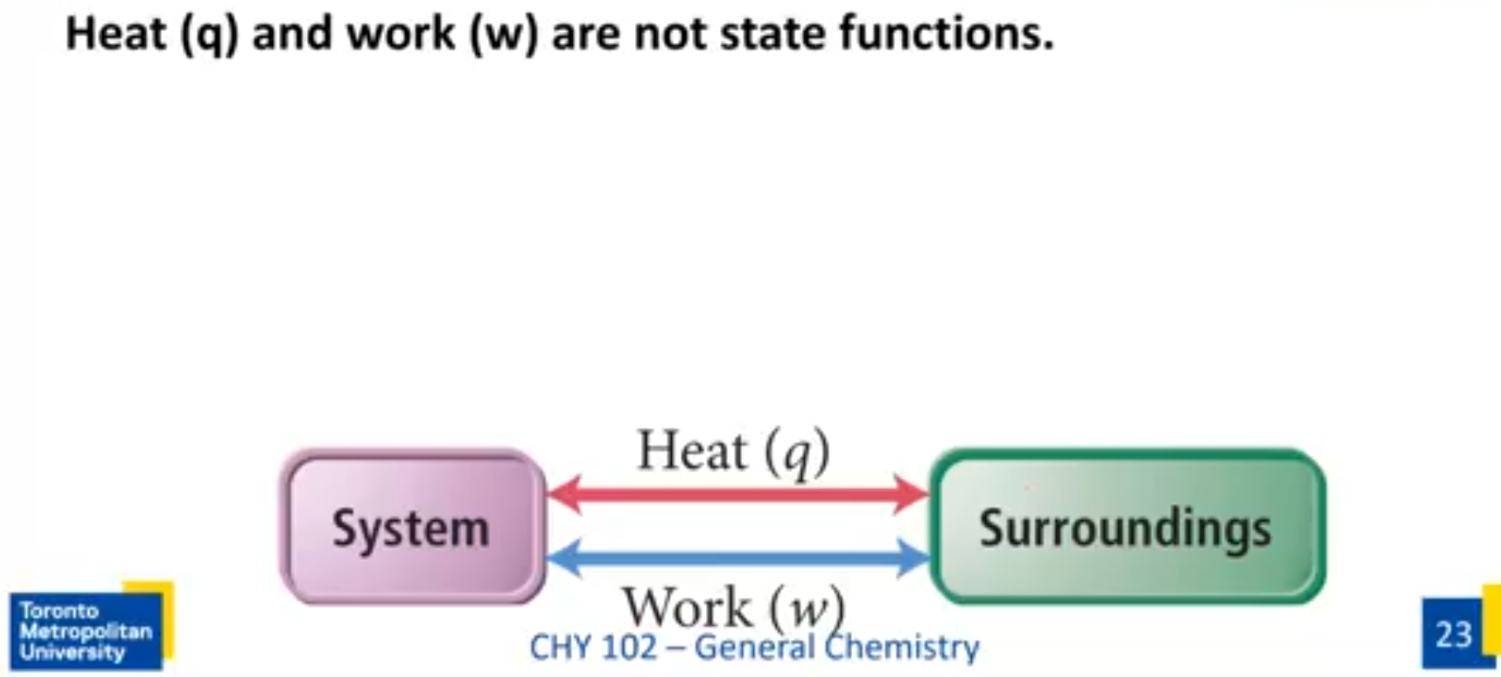 Heat (q) and work (w) are not state functions.
Heat (q)
System
Surroundings
Work (w)
Toronto
Metropolitan
University
CHY 102 – General Chemistry
23